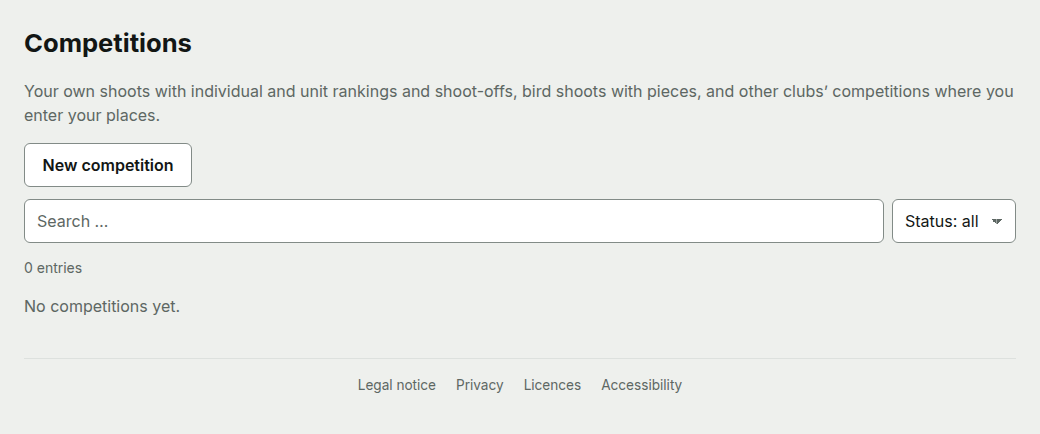 Competitions
Your own shoots with individual and unit rankings and shoot-offs, bird shoots with pieces, and other clubs’ competitions where you
enter your places.
New competition
Search …
Status: all
0 entries
No competitions yet.
Legal notice
Privacy
Licences
Accessibility